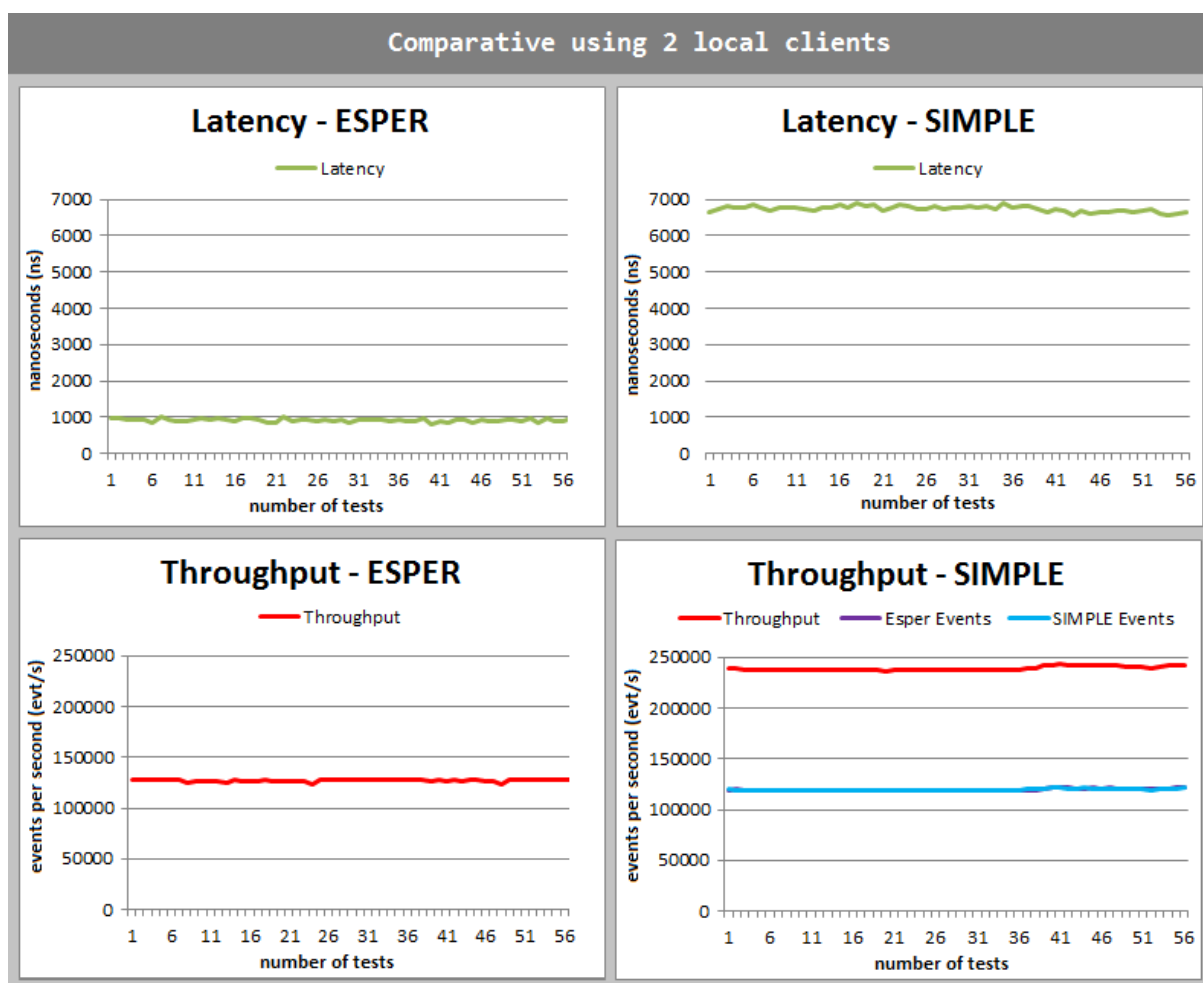 Comparative using 2 local clients
Latency - ESPER
Latency
nanoseconds (ns)
7000
6000
5000
4000
3000
2000
1000
0
1 6 11 16 21 26 31 36 41 46 51 56
number of tests
Latency - SIMPLE
Latency
nanoseconds (ns)
7000
6000
5000
4000
3000
2000
1000
0
1 6 11 16 21 26 31 36 41 46 51 56
number of tests
Throughput - ESPER
Throughput
events per second (evt/s)
250000
200000
150000
100000
50000
0
1 6 11 16 21 26 31 36 41 46 51 56
number of tests
Throughput - SIMPLE
Throughput Esper Events SIMPLE Events
events per second (evt/s)
250000
200000
150000
100000
50000
0
1 6 11 16 21 26 31 36 41 46 51 56
number of tests